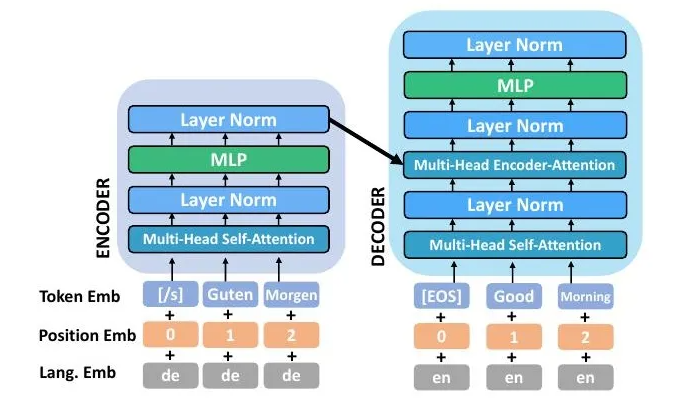 Layer Norm
MLP
Layer Norm
Multi-Head Self-Attention
ENCODER
Layer Norm
MLP
Layer Norm
Multi-Head Encoder-Attention
Layer Norm
Multi-Head Self-Attention
DECODER
Token Emb [/s] Guten Morgen [EOS] Good Morning
+ + + + + +
Position Emb 0 1 2 0 1 2
+ + + + + +
Lang. Emb de de de en en en